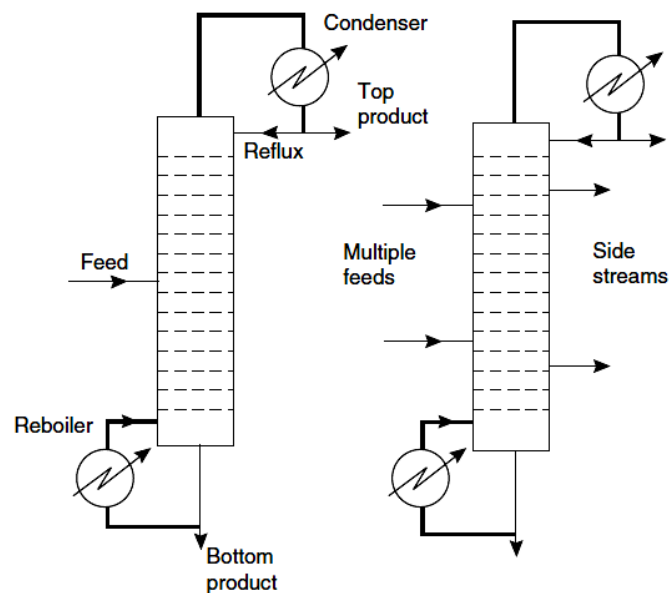 Condenser
Top
product
Reflux
Feed
Multiple
feeds
Side
streams
Reboiler
Bottom
product